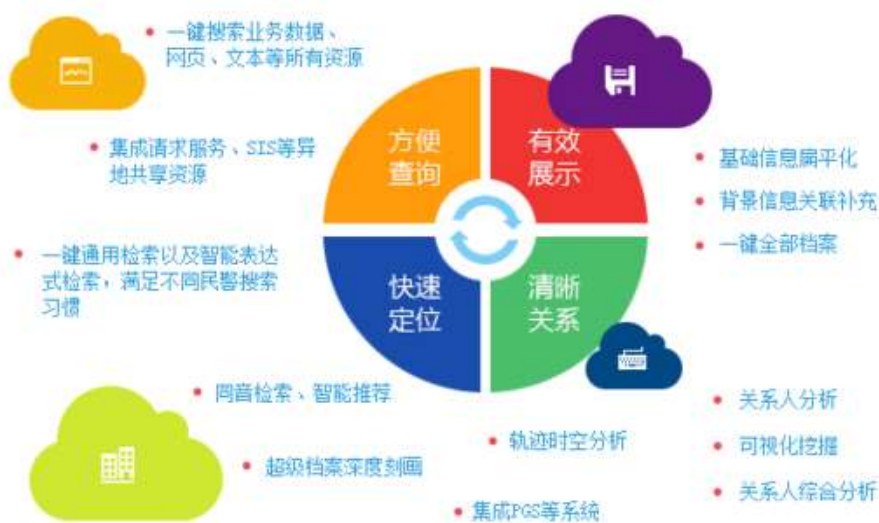 一键搜索业务数据、
网页、文本等所有资源
集成请求服务、SIS等异
地共享资源
一键通用检索以及智能表达
式检索，满足不同民警搜索
习惯
方便
查询
有效
展示
快速
定位
清晰
关系
基础信息扁平化
背景信息关联补充
一键全部档案
同音检索、智能推荐
超级档案深度刻画
轨迹时空分析
集成PGS等系统
关系人分析
可视化挖掘
关系人综合分析